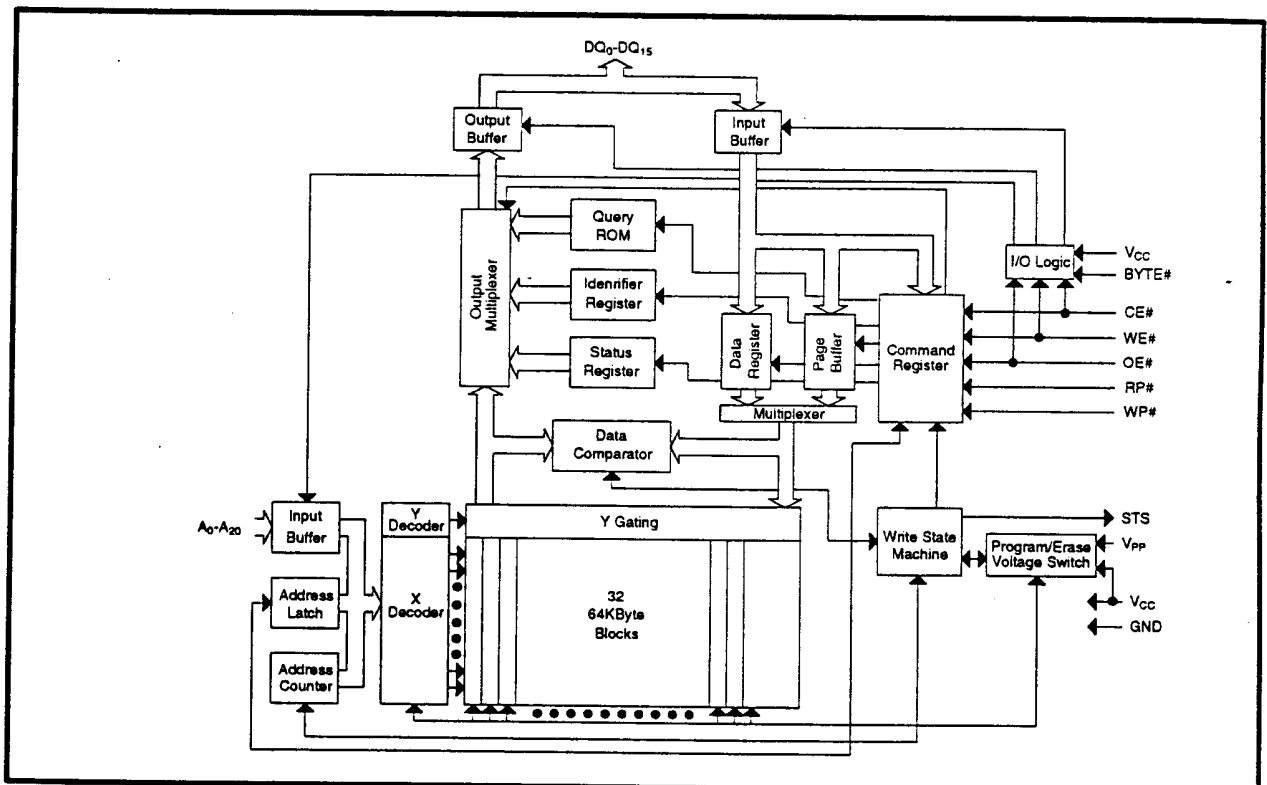 DQ0-DQ15
Output
Buffer
Input
Buffer
Query
ROM
I/O Logic
VCC
BYTE#
Output
Multiplexer
Idenrifier
Register
CE#
Data
Register
Page
Buffer
Command
Register
WE#
Status
Register
OE#
RP#
Multiplexer
WP#
Data
Comparator
A0-A20
Input
Buffer
Y
Decoder
Y Gating
Write State
Machine
STS
Program/Erase
Voltage Switch
VPP
Address
Latch
X
Decoder
32
64KByte
Blocks
VCC
GND
Address
Counter